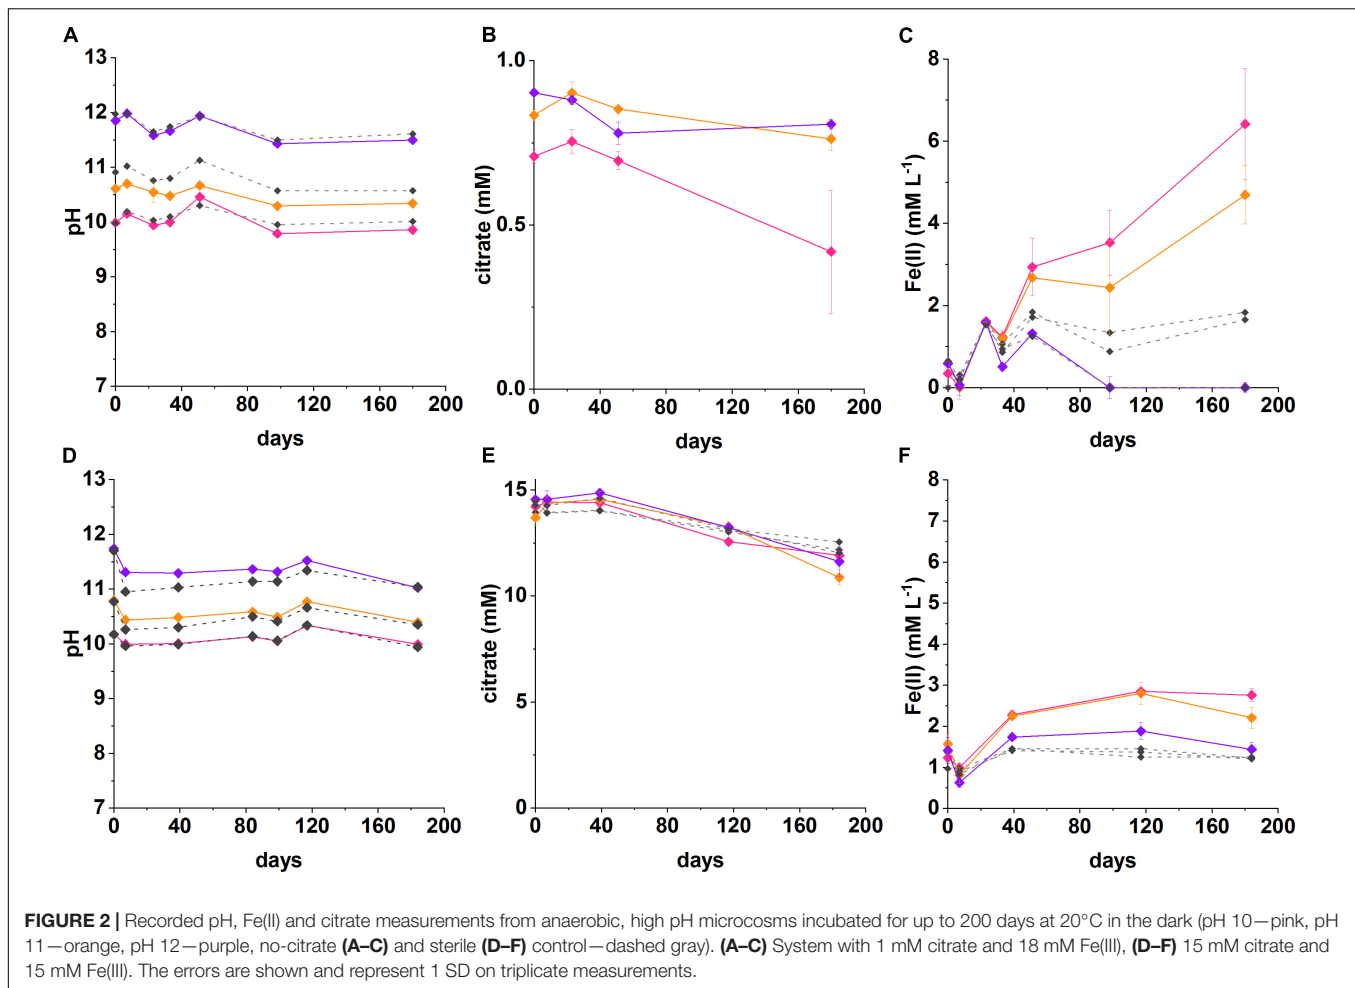 A
13
12
11
10
9
8
7
pH
0 40 80 120 160 200
days
B
1.0
0.5
0.0
citrate (mM)
0 40 80 120 160 200
days
C
8
6
4
2
0
Fe(II) (mM L-1)
0 40 80 120 160 200
days
D
13
12
11
10
9
8
7
pH
0 40 80 120 160 200
days
E
15
10
5
0
citrate (mM)
0 40 80 120 160 200
days
F
8
7
6
5
4
3
2
1
0
Fe(II) (mM L-1)
0 40 80 120 160 200
days
FIGURE 2 | Recorded pH, Fe(II) and citrate measurements from anaerobic, high pH microcosms incubated for up to 200 days at 20°C in the dark (pH 10—pink, pH
11—orange, pH 12—purple, no-citrate (A–C) and sterile (D–F) control—dashed gray). (A–C) System with 1 mM citrate and 18 mM Fe(III), (D–F) 15 mM citrate and
15 mM Fe(III). The errors are shown and represent 1 SD on triplicate measurements.